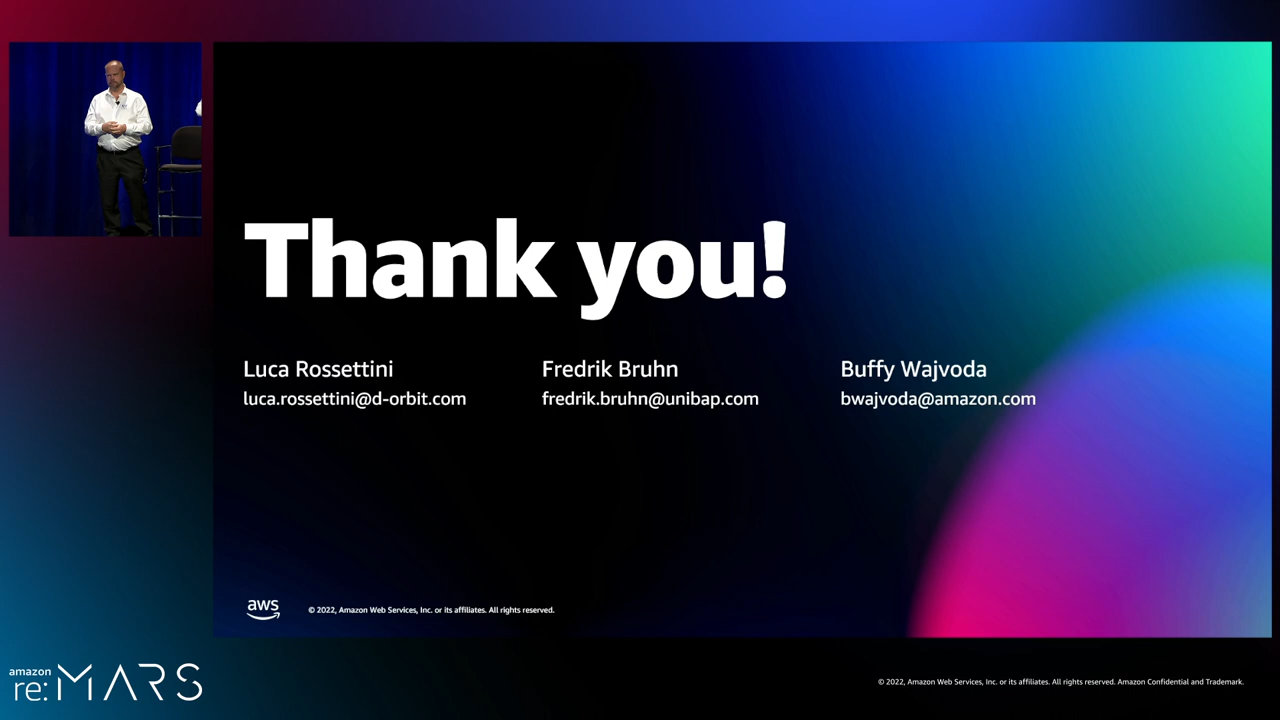 Thank you!
Luca Rossettini
luca.rossettini@d-orbit.com
Fredrik Bruhn
fredrik.bruhn@unibap.com
Buffy Wajvoda
bwajvoda@amazon.com
aws
© 2022, Amazon Web Services, Inc. or its affiliates. All rights reserved.
amazon
re:MARS
© 2022, Amazon Web Services, Inc. or its affiliates. All rights reserved. Amazon Confidential and Trademark.